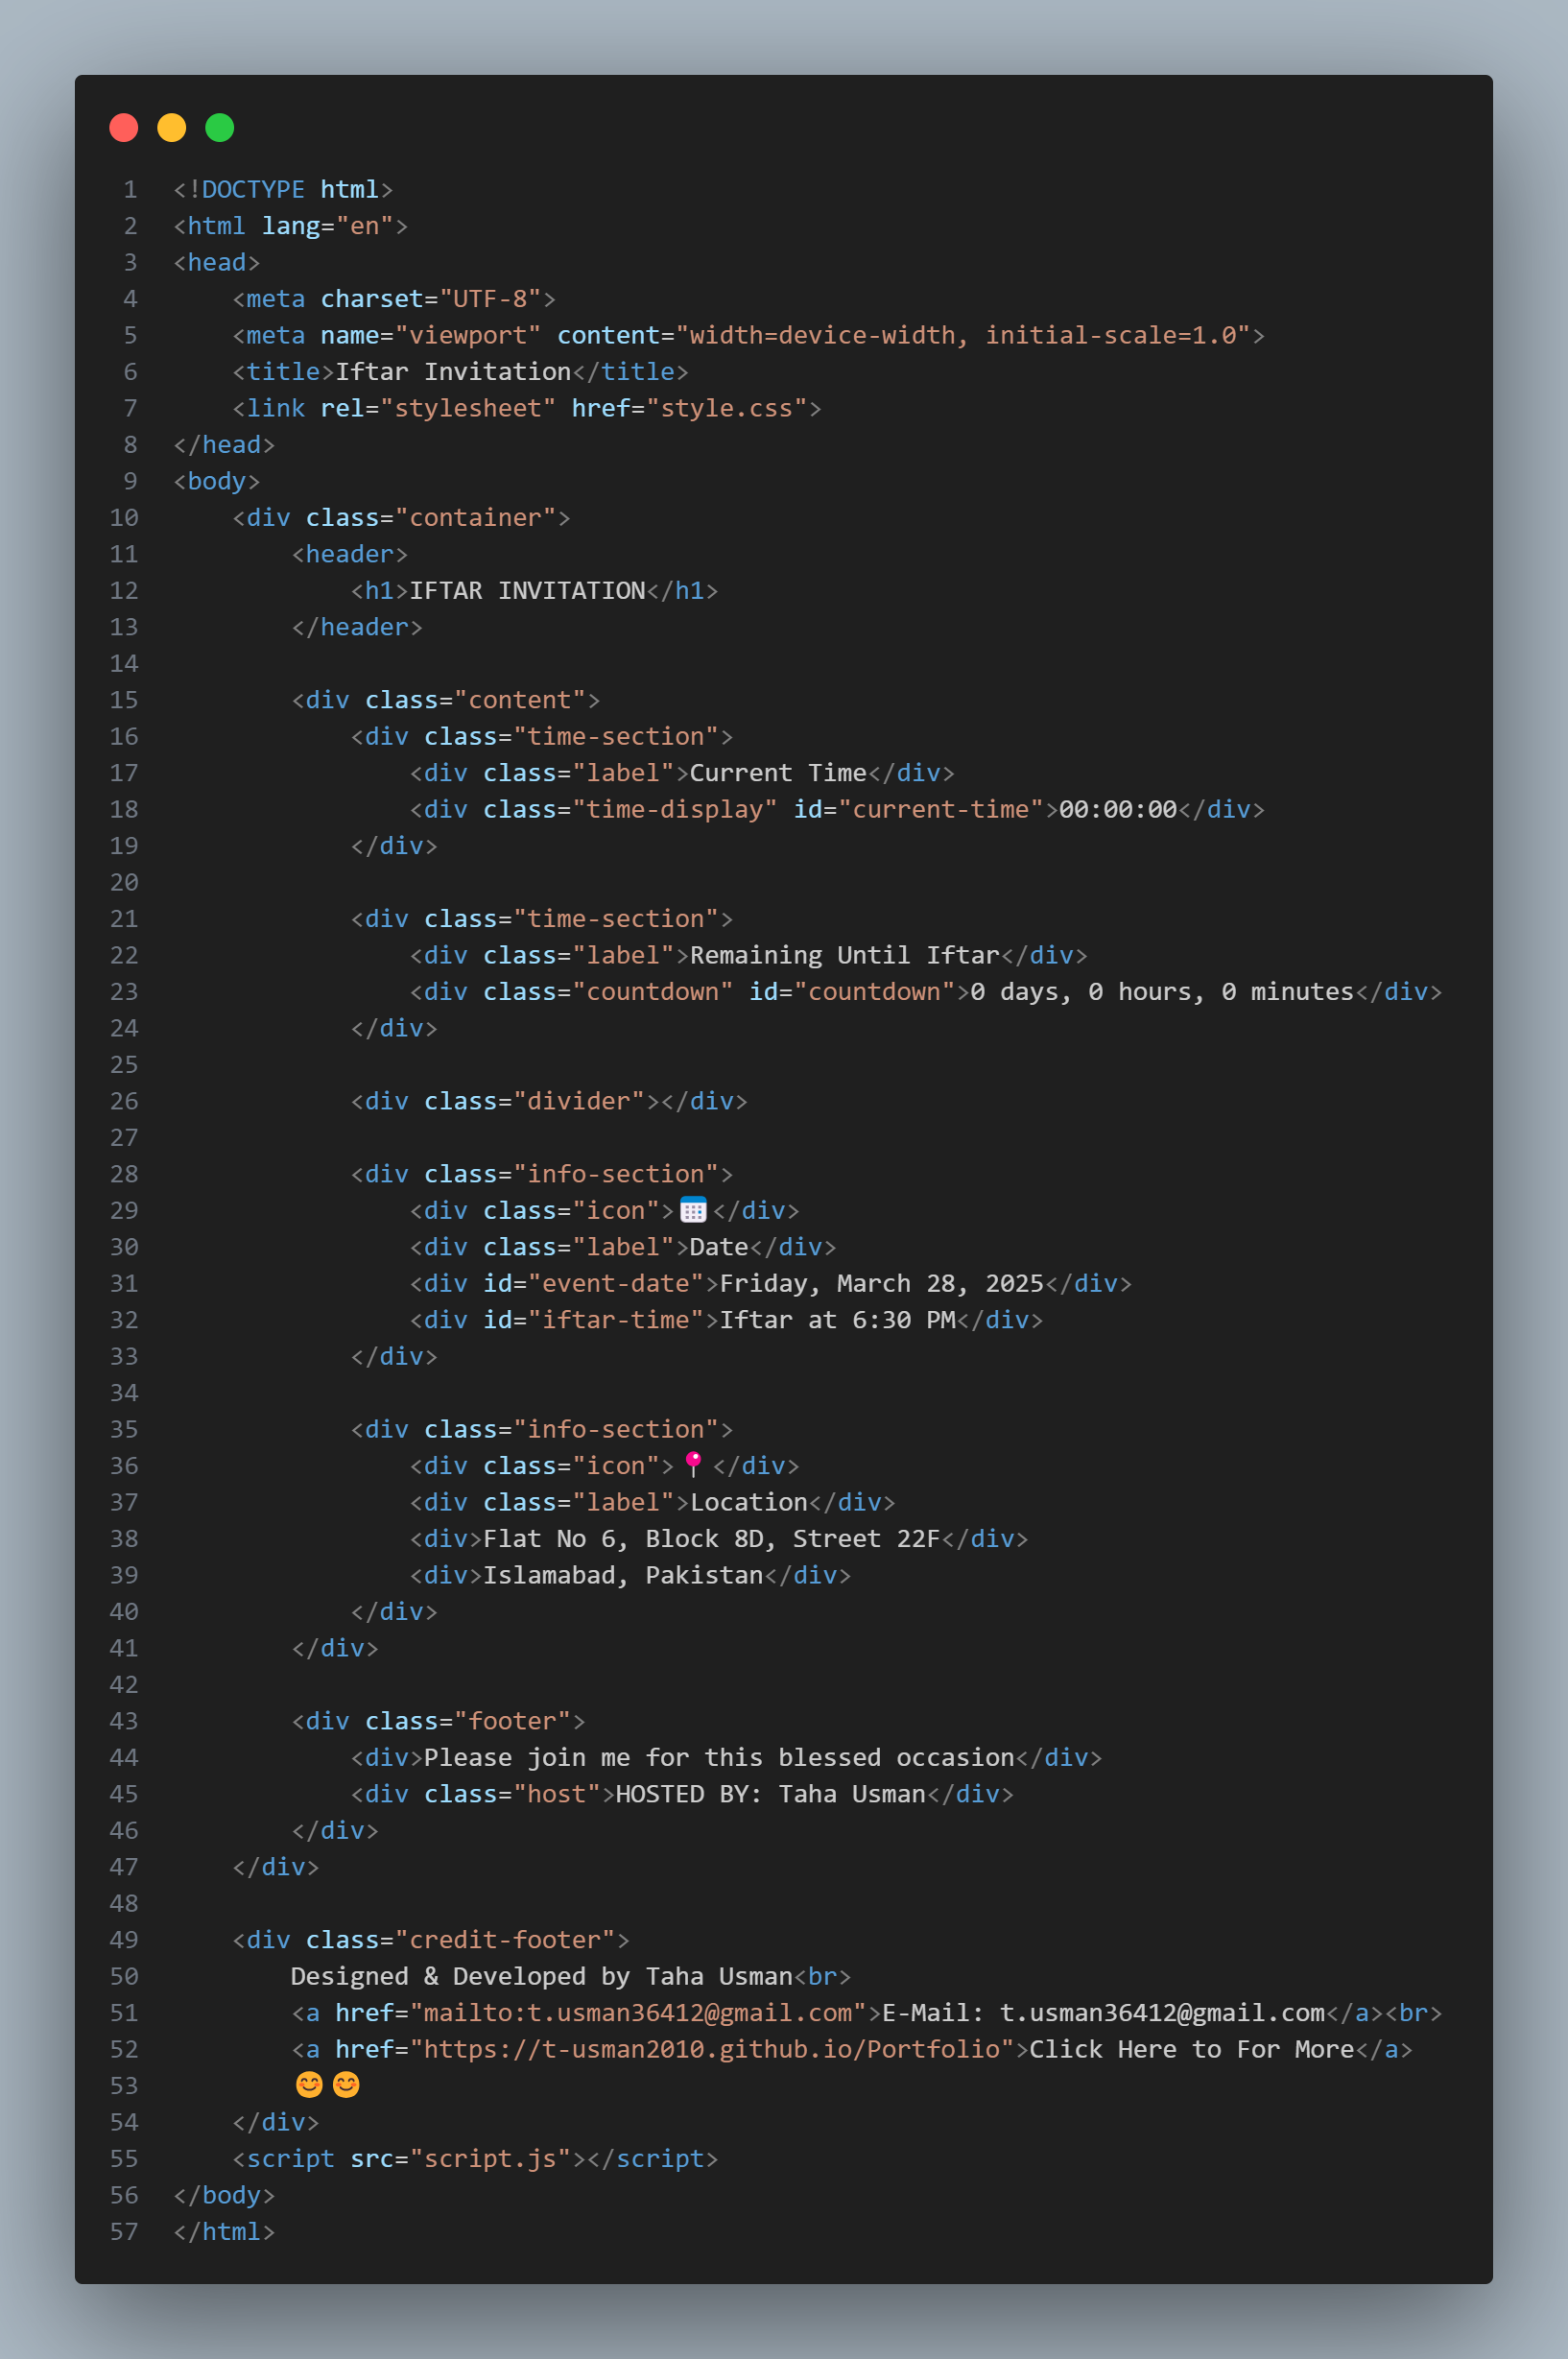 1 <!DOCTYPE html>
2 <html lang="en">
3 <head>
4     <meta charset="UTF-8">
5     <meta name="viewport" content="width=device-width, initial-scale=1.0">
6     <title>Iftar Invitation</title>
7     <link rel="stylesheet" href="style.css">
8 </head>
9 <body>
10     <div class="container">
11         <header>
12             <h1>IFTAR INVITATION</h1>
13         </header>
14
15         <div class="content">
16             <div class="time-section">
17                 <div class="label">Current Time</div>
18                 <div class="time-display" id="current-time">00:00:00</div>
19             </div>
20
21             <div class="time-section">
22                 <div class="label">Remaining Until Iftar</div>
23                 <div class="countdown" id="countdown">0 days, 0 hours, 0 minutes</div>
24             </div>
25
26             <div class="divider"></div>
27
28             <div class="info-section">
29                 <div class="icon">📅</div>
30                 <div class="label">Date</div>
31                 <div id="event-date">Friday, March 28, 2025</div>
32                 <div id="iftar-time">Iftar at 6:30 PM</div>
33             </div>
34
35             <div class="info-section">
36                 <div class="icon">📍</div>
37                 <div class="label">Location</div>
38                 <div>Flat No 6, Block 8D, Street 22F</div>
39                 <div>Islamabad, Pakistan</div>
40             </div>
41         </div>
42
43         <div class="footer">
44             <div>Please join me for this blessed occasion</div>
45             <div class="host">HOSTED BY: Taha Usman</div>
46         </div>
47     </div>
48
49     <div class="credit-footer">
50         Designed & Developed by Taha Usman<br>
51         <a href="mailto:t.usman36412@gmail.com">E-Mail: t.usman36412@gmail.com</a><br>
52         <a href="https://t-usman2010.github.io/Portfolio">Click Here to For More</a>
53         😊😊
54     </div>
55     <script src="script.js"></script>
56 </body>
57 </html>